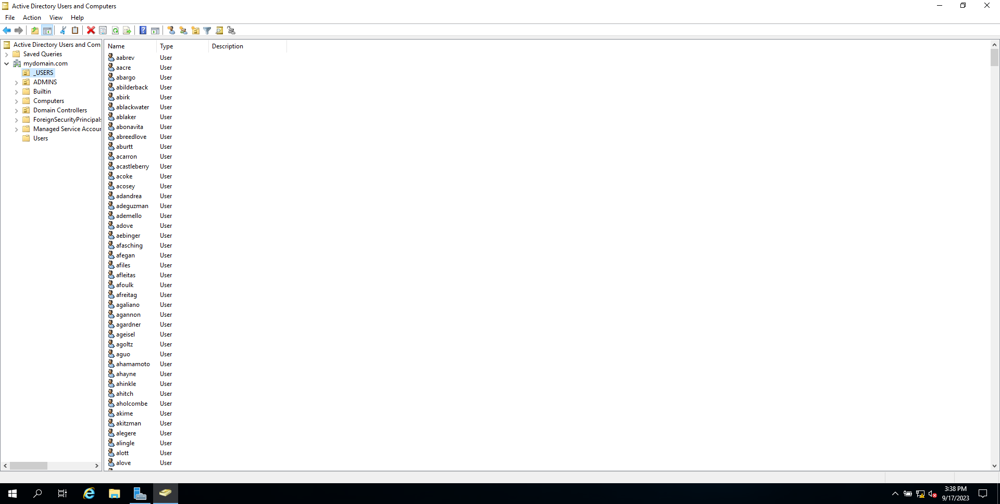 Active Directory Users and Computers
File Action View Help
Active Directory Users and Com
Saved Queries
mydomain.com
_USERS
ADMINS
Builtin
Computers
Domain Controllers
ForeignSecurityPrincipals
Managed Service Accour
Users
Name Type Description
aabrev User
aacre User
abargo User
abilderback User
abirk User
ablackwater User
ablaker User
abonavita User
abreedlove User
aburtt User
acarron User
acastleberry User
acoke User
acosey User
adandrea User
adeguzman User
ademello User
adove User
aebinger User
afasching User
afegan User
afiles User
afleitas User
afoulk User
afreitag User
agaliano User
agannon User
agardner User
ageisel User
agoltz User
aguo User
ahamamoto User
ahayne User
ahinkle User
ahitch User
aholcombe User
akime User
akitzman User
alegere User
alingle User
alott User
alove User
3:38 PM
9/17/2023